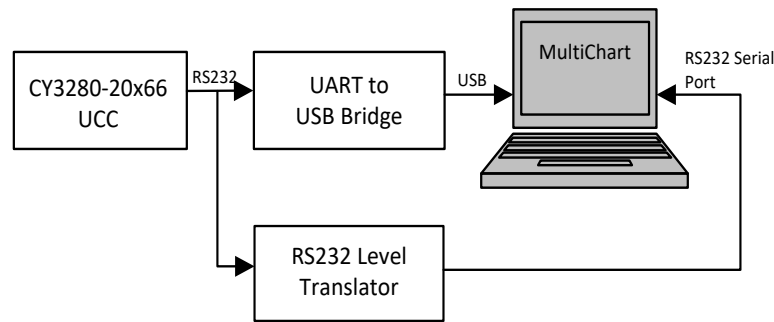 CY3280-20x66
UCC
RS232
UART to
USB Bridge
USB
MultiChart
RS232 Serial
Port
RS232 Level
Translator